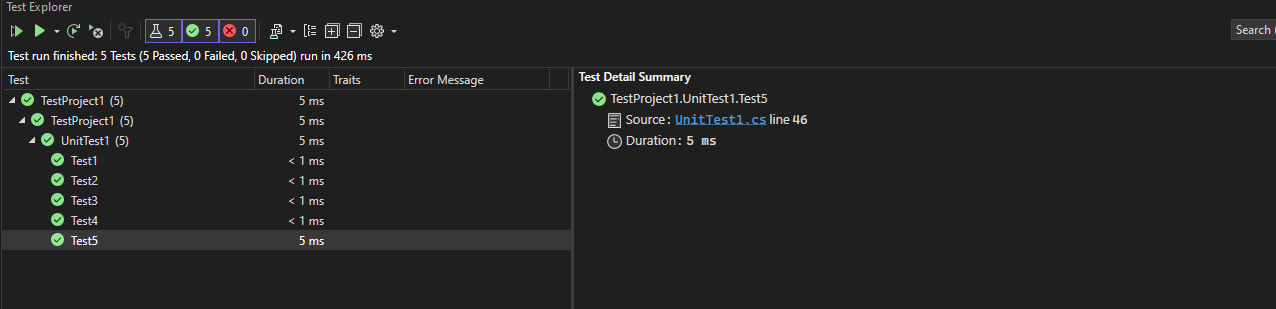 Test Explorer
5 5 0
Search (
Test run finished: 5 Tests (5 Passed, 0 Failed, 0 Skipped) run in 426 ms
Test Duration Traits Error Message
TestProject1 (5) 5 ms
TestProject1 (5) 5 ms
UnitTest1 (5) 5 ms
Test1 < 1 ms
Test2 < 1 ms
Test3 < 1 ms
Test4 < 1 ms
Test5 5 ms
Test Detail Summary
TestProject1.UnitTest1.Test5
Source: UnitTest1.cs line 46
Duration: 5 ms